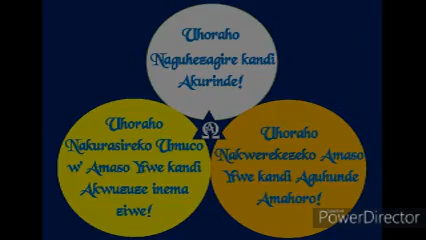 Uhoraho
Naguhezagire kandi
Akurinde!
Uhoraho
Nakurasireko Umuco
w' Amaso Yiwe kandi
Akwuzuze inema
ziwe!
Uhoraho
Nakwerekezeko Amaso
Yiwe kandi Aguhunde
Amahoro!
PowerDirector